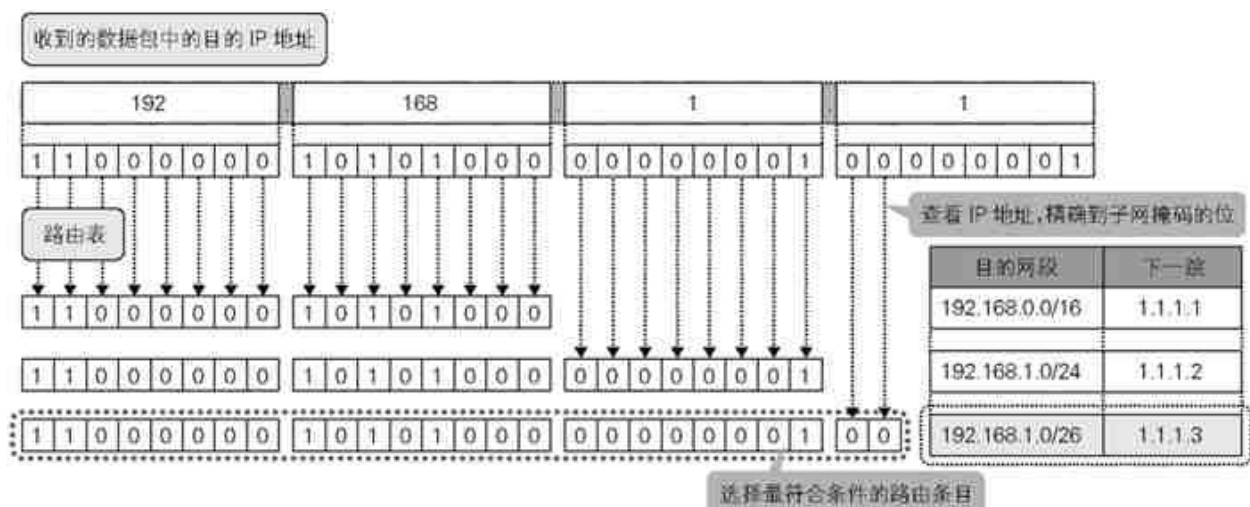 收到的数据包中的目的 IP 地址
192 . 168 . 1 . 1
1 1 0 0 0 0 0 0 1 0 1 0 1 0 0 0 0 0 0 0 0 0 0 1 0 0 0 0 0 0 0 1
查看 IP 地址,精确到子网掩码的位
路由表
目的网段 下一跳
1 1 0 0 0 0 0 0 1 0 1 0 1 0 0 0
192.168.0.0/16 1.1.1.1
1 1 0 0 0 0 0 0 1 0 1 0 1 0 0 0 0 0 0 0 0 0 0 1
192.168.1.0/24 1.1.1.2
1 1 0 0 0 0 0 0 1 0 1 0 1 0 0 0 0 0 0 0 0 0 0 1 0 0
192.168.1.0/26 1.1.1.3
选择最符合条件的路由条目